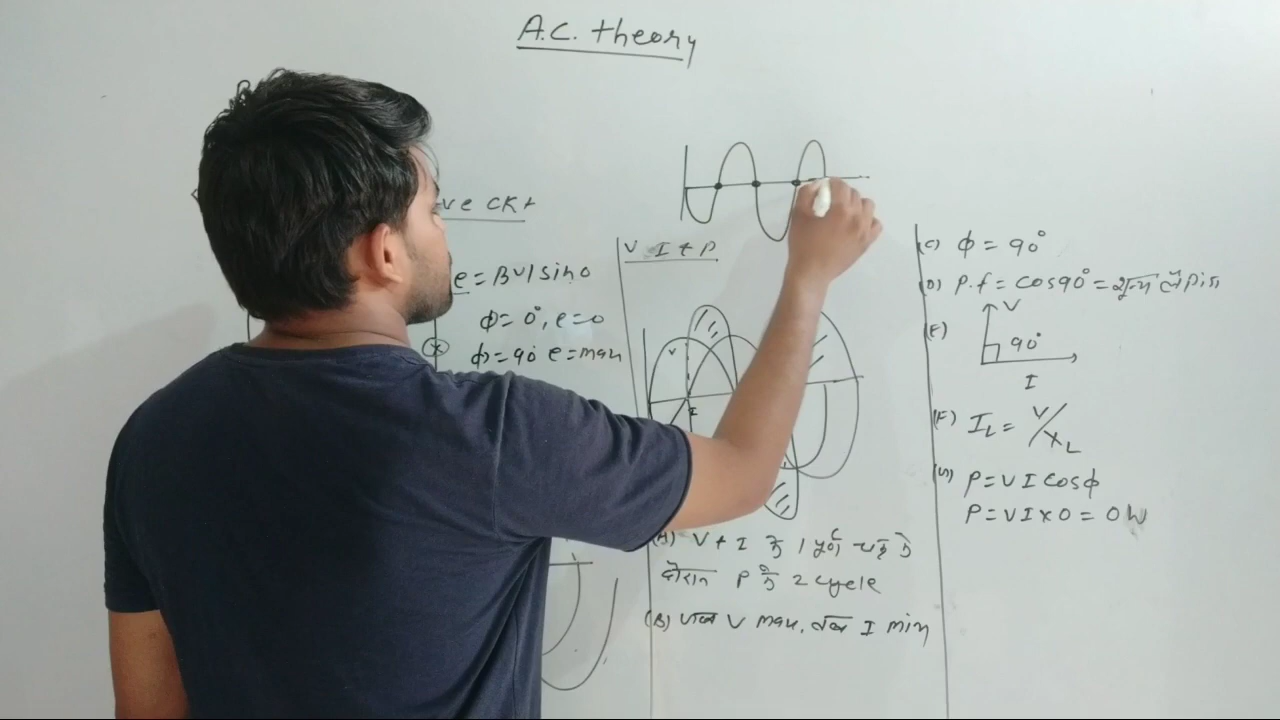 A.C. theory
ve ckt
e = Bvl sinθ
φ = 0°, e = 0
φ = 90° e = max
V I & P
V
I
(A) V & I के 1 पूर्ण चक्र के
दौरान P के 2 cycle
(B) जब V max, तब I min
(C) φ = 90°
(D) P.f = cos90° = शून्य लैगिंग
(E) V
90°
I
(F) I_L = V/X_L
(G) P = VI cosφ
P = VI × 0 = 0 W